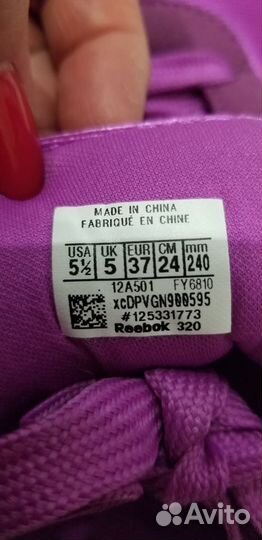 MADE IN CHINA
FABRIQUÉ EN CHINE
USA UK EUR CM mm
5½ 5 37 24 240
12A501 FY6810
xcDPVGN900595
#125331773
Reebok 320
Avito